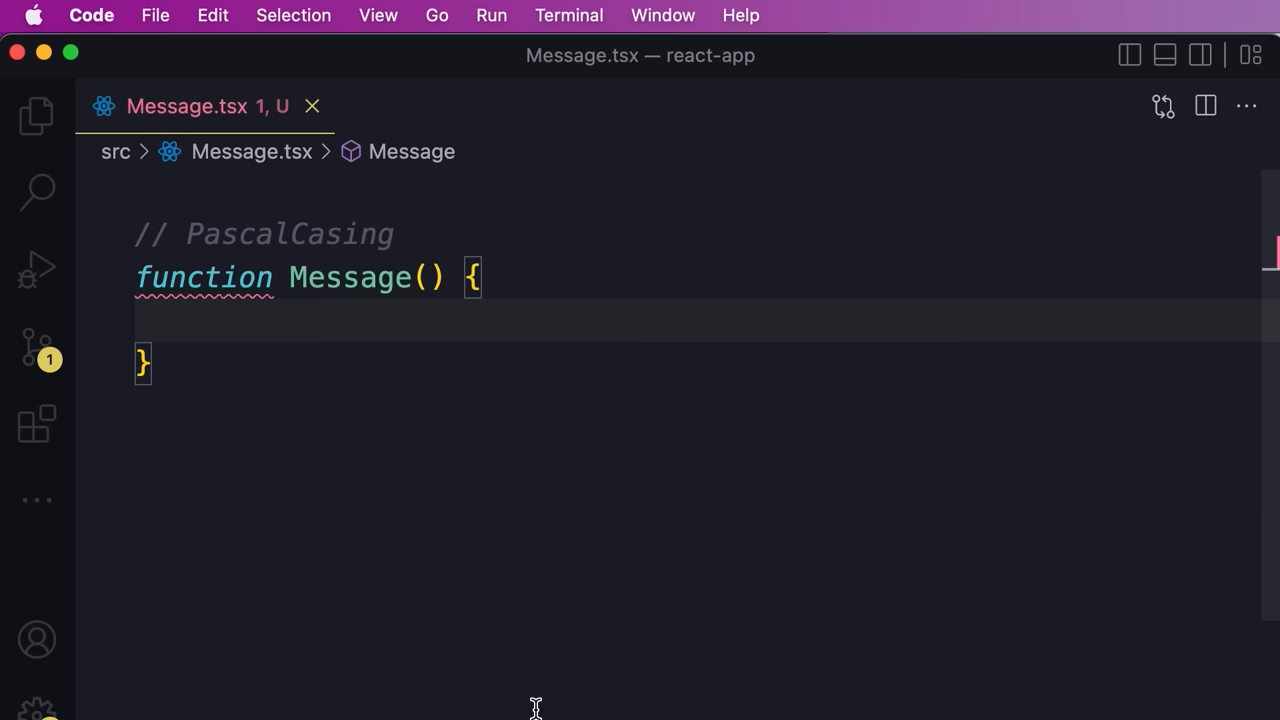 Code File Edit Selection View Go Run Terminal Window Help
Message.tsx — react-app
Message.tsx 1, U
src > Message.tsx > Message
// PascalCasing
function Message() {
}
1